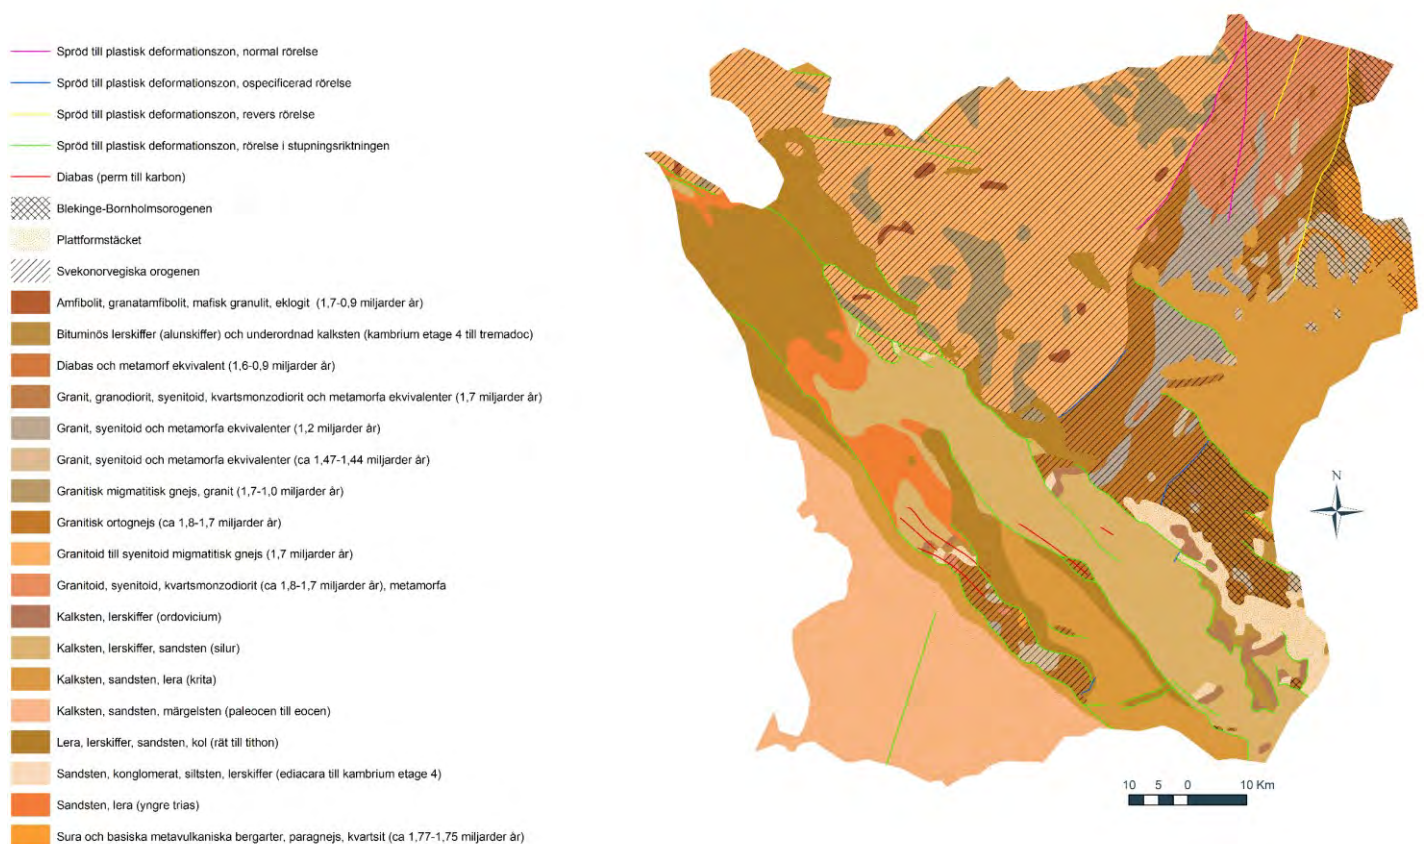 Spröd till plastisk deformationszon, normal rörelse
Spröd till plastisk deformationszon, ospecificerad rörelse
Spröd till plastisk deformationszon, revers rörelse
Spröd till plastisk deformationszon, rörelse i stupningsriktningen
Diabas (perm till karbon)
Blekinge-Bornholmsorogenen
Plattformstäcket
Svekonorvegiska orogenen
Amfibolit, granatamfibolit, mafisk granulit, eklogit (1,7-0,9 miljarder år)
Bituminös lerskiffer (alunskiffer) och underordnad kalksten (kambrium etage 4 till tremadoc)
Diabas och metamorf ekvivalent (1,6-0,9 miljarder år)
Granit, granodiorit, syenitoid, kvartsmonzodiorit och metamorfa ekvivalenter (1,7 miljarder år)
Granit, syenitoid och metamorfa ekvivalenter (1,2 miljarder år)
Granit, syenitoid och metamorfa ekvivalenter (ca 1,47-1,44 miljarder år)
Granitisk migmatitisk gnejs, granit (1,7-1,0 miljarder år)
Granitisk ortognejs (ca 1,8-1,7 miljarder år)
Granitoid till syenitoid migmatitisk gnejs (1,7 miljarder år)
Granitoid, syenitoid, kvartsmonzodiorit (ca 1,8-1,7 miljarder år), metamorfa
Kalksten, lerskiffer (ordovicium)
Kalksten, lerskiffer, sandsten (silur)
Kalksten, sandsten, lera (krita)
Kalksten, sandsten, märgelsten (paleocen till eocen)
Lera, lerskiffer, sandsten, kol (rät till tithon)
Sandsten, konglomerat, siltsten, lerskiffer (ediacara till kambrium etage 4)
Sandsten, lera (yngre trias)
Sura och basiska metavulkaniska bergarter, paragnejs, kvartsit (ca 1,77-1,75 miljarder år)
N
10 5 0 10 Km